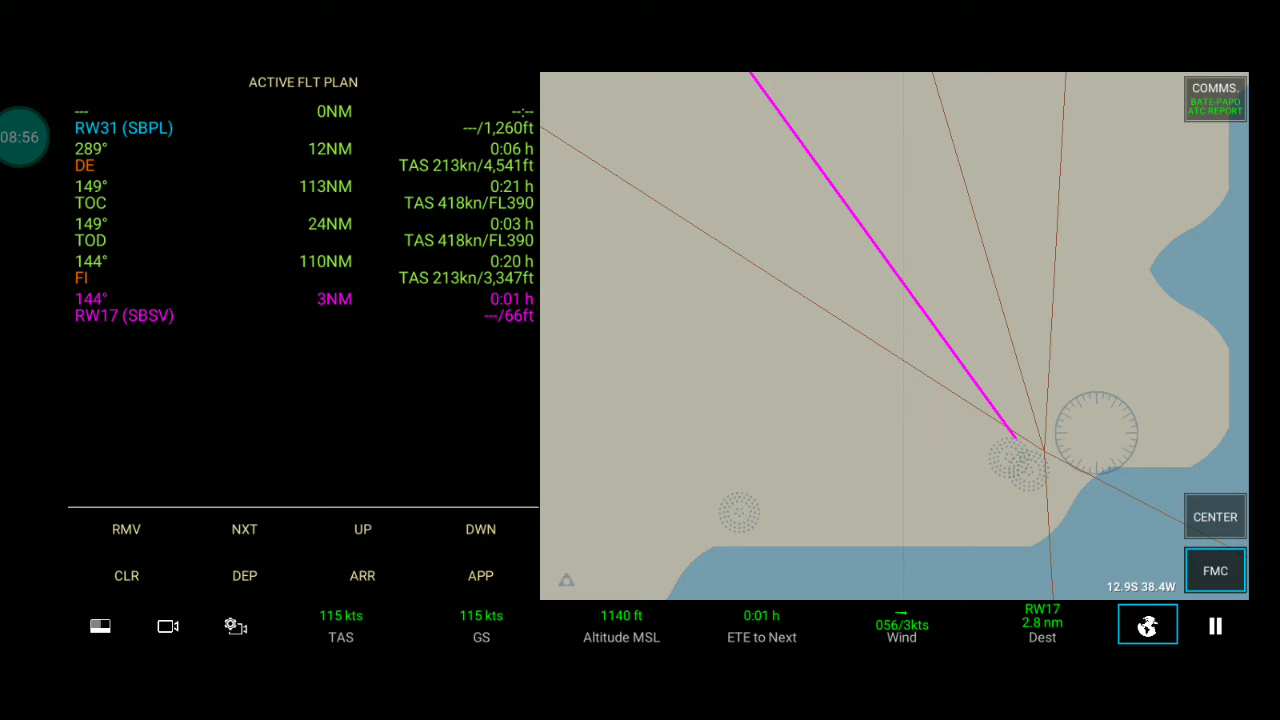 ACTIVE FLT PLAN
--- 0NM --:--
RW31 (SBPL) ---/1,260ft
289° 12NM 0:06 h
DE TAS 213kn/4,541ft
149° 113NM 0:21 h
TOC TAS 418kn/FL390
149° 24NM 0:03 h
TOD TAS 418kn/FL390
144° 110NM 0:20 h
FI TAS 213kn/3,347ft
144° 3NM 0:01 h
RW17 (SBSV) ---/66ft
08:56
RMV NXT UP DWN
CLR DEP ARR APP
COMMS.
BATE-PAPO
ATC REPORT
CENTER
FMC
12.9S 38.4W
115 kts
TAS
115 kts
GS
1140 ft
Altitude MSL
0:01 h
ETE to Next
056/3kts
Wind
RW17
2.8 nm
Dest